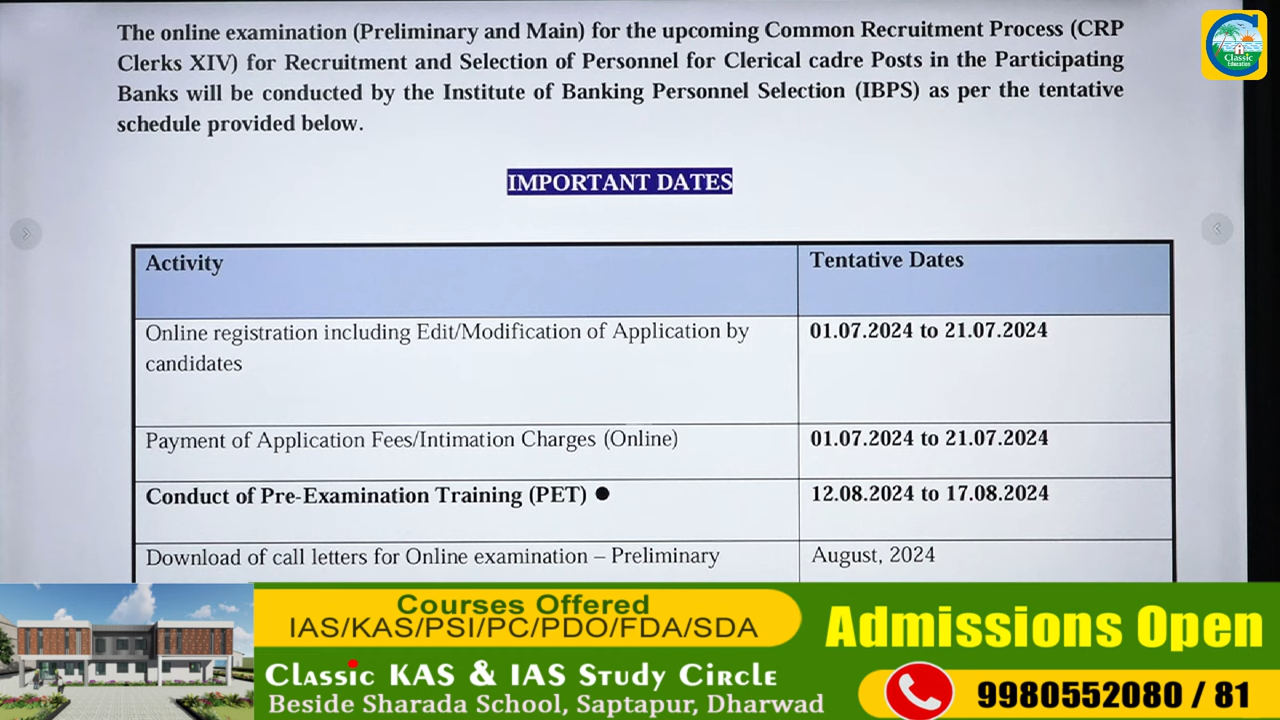 The online examination (Preliminary and Main) for the upcoming Common Recruitment Process (CRP
Clerks XIV) for Recruitment and Selection of Personnel for Clerical cadre Posts in the Participating
Banks will be conducted by the Institute of Banking Personnel Selection (IBPS) as per the tentative
schedule provided below.
Classic
Education
IMPORTANT DATES
Activity
Tentative Dates
Online registration including Edit/Modification of Application by
candidates
01.07.2024 to 21.07.2024
Payment of Application Fees/Intimation Charges (Online)
01.07.2024 to 21.07.2024
Conduct of Pre-Examination Training (PET) ●
12.08.2024 to 17.08.2024
Download of call letters for Online examination – Preliminary
August, 2024
Courses Offered
IAS/KAS/PSI/PC/PDO/FDA/SDA
Classic KAS & IAS Study Circle
Beside Sharada School, Saptapur, Dharwad
Admissions Open
9980552080 / 81